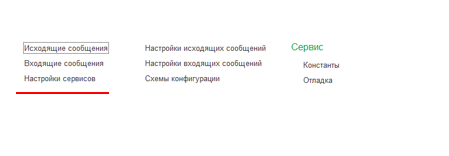 Исходящие сообщения
Входящие сообщения
Настройки сервисов
Настройки исходящих сообщений
Настройки входящих сообщений
Схемы конфигурации
Сервис
Константы
Отладка